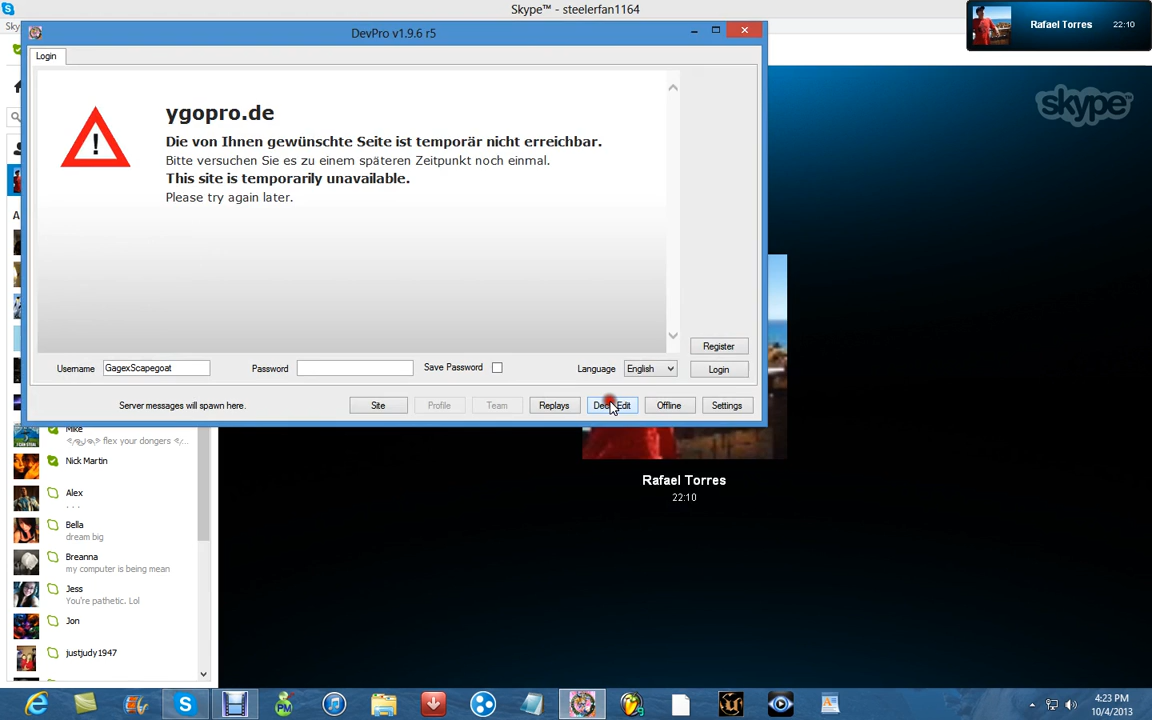 Skype™ - steelerfan1164
Rafael Torres 22:10
DevPro v1.9.6 r5
Login
skype™
ygopro.de
Die von Ihnen gewünschte Seite ist temporär nicht erreichbar.
Bitte versuchen Sie es zu einem späteren Zeitpunkt noch einmal.
This site is temporarily unavailable.
Please try again later.
Register
Username GagexScapegoat Password Save Password Language English Login
Server messages will spawn here. Site Profile Team Replays Deck Edit Offline Settings
Mike
flex your dongers
Nick Martin
Alex
. . .
Bella
dream big
Breanna
my computer is being mean
Jess
You're pathetic. Lol
Jon
justjudy1947
Rafael Torres
22:10
4:23 PM
10/4/2013